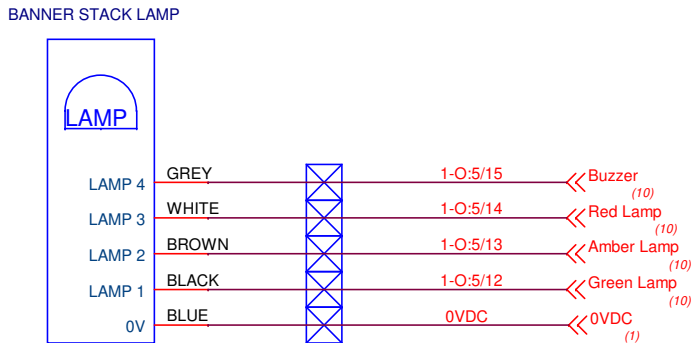 BANNER STACK LAMP
LAMP
LAMP 4 GREY 1-O:5/15 Buzzer
(10)
LAMP 3 WHITE 1-O:5/14 Red Lamp
(10)
LAMP 2 BROWN 1-O:5/13 Amber Lamp
(10)
LAMP 1 BLACK 1-O:5/12 Green Lamp
(10)
0V BLUE 0VDC 0VDC
(1)